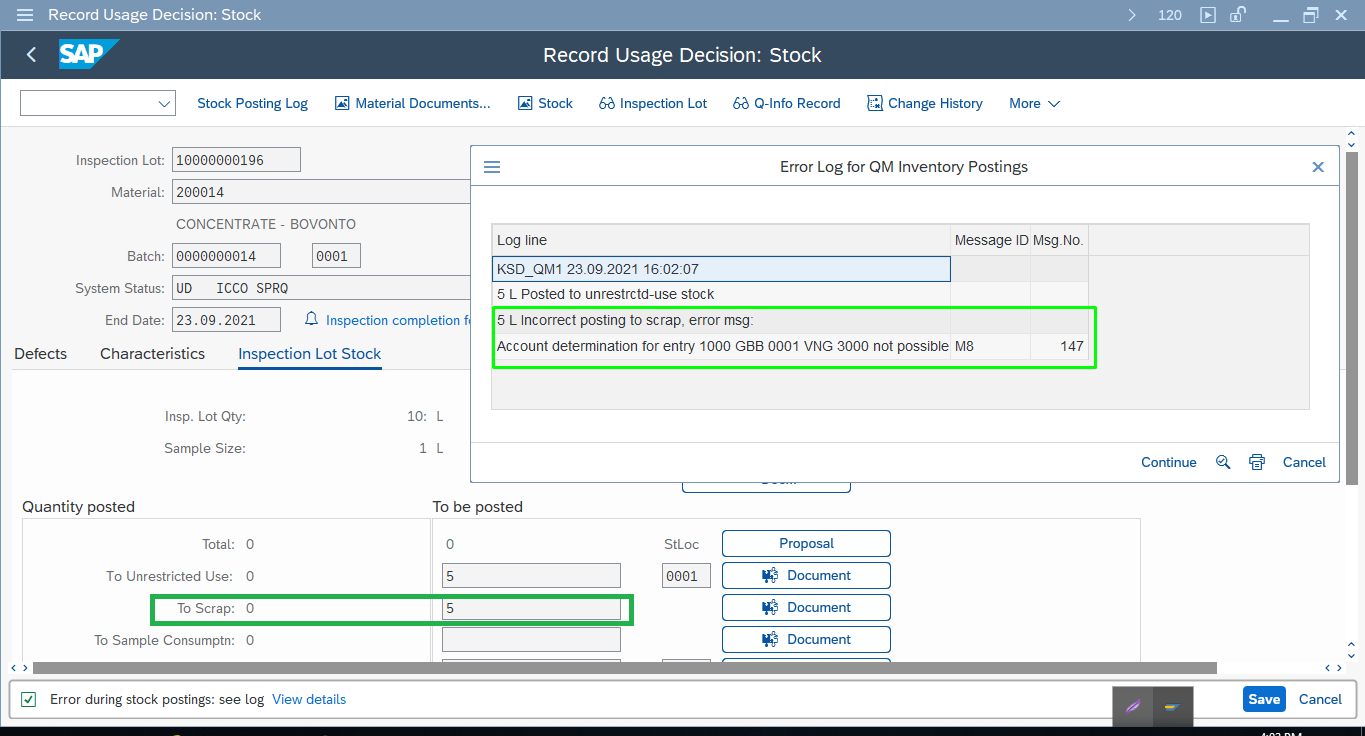 Record Usage Decision: Stock
120
SAP
Record Usage Decision: Stock
Stock Posting Log
Material Documents...
Stock
Inspection Lot
Q-Info Record
Change History
More
Inspection Lot: 10000000196
Material: 200014
CONCENTRATE - BOVONTO
Batch: 0000000014 0001
System Status: UD ICCO SPRQ
End Date: 23.09.2021 Inspection completion fo
Defects Characteristics Inspection Lot Stock
Insp. Lot Qty: 10: L
Sample Size: 1 L
Error Log for QM Inventory Postings
Log line Message ID Msg.No.
KSD_QM1 23.09.2021 16:02:07
5 L Posted to unrestrctd-use stock
5 L Incorrect posting to scrap, error msg:
Account determination for entry 1000 GBB 0001 VNG 3000 not possible M8 147
Continue Cancel
Quantity posted To be posted
Total: 0 0 StLoc Proposal
To Unrestricted Use: 0 5 0001 Document
To Scrap: 0 5 Document
To Sample Consumptn: 0 Document
Error during stock postings: see log View details
Save Cancel